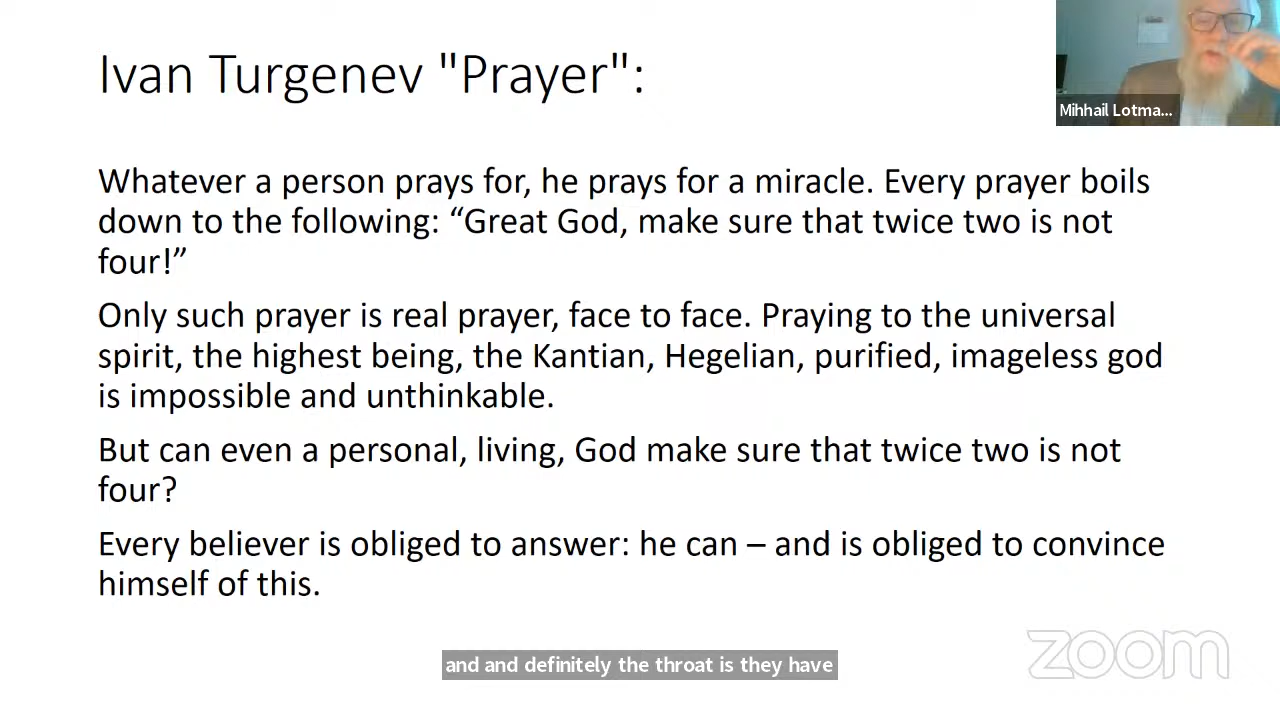 Ivan Turgenev "Prayer":
Mihhail Lotma...
Whatever a person prays for, he prays for a miracle. Every prayer boils
down to the following: “Great God, make sure that twice two is not
four!”
Only such prayer is real prayer, face to face. Praying to the universal
spirit, the highest being, the Kantian, Hegelian, purified, imageless god
is impossible and unthinkable.
But can even a personal, living, God make sure that twice two is not
four?
Every believer is obliged to answer: he can – and is obliged to convince
himself of this.
zoom
and and definitely the throat is they have